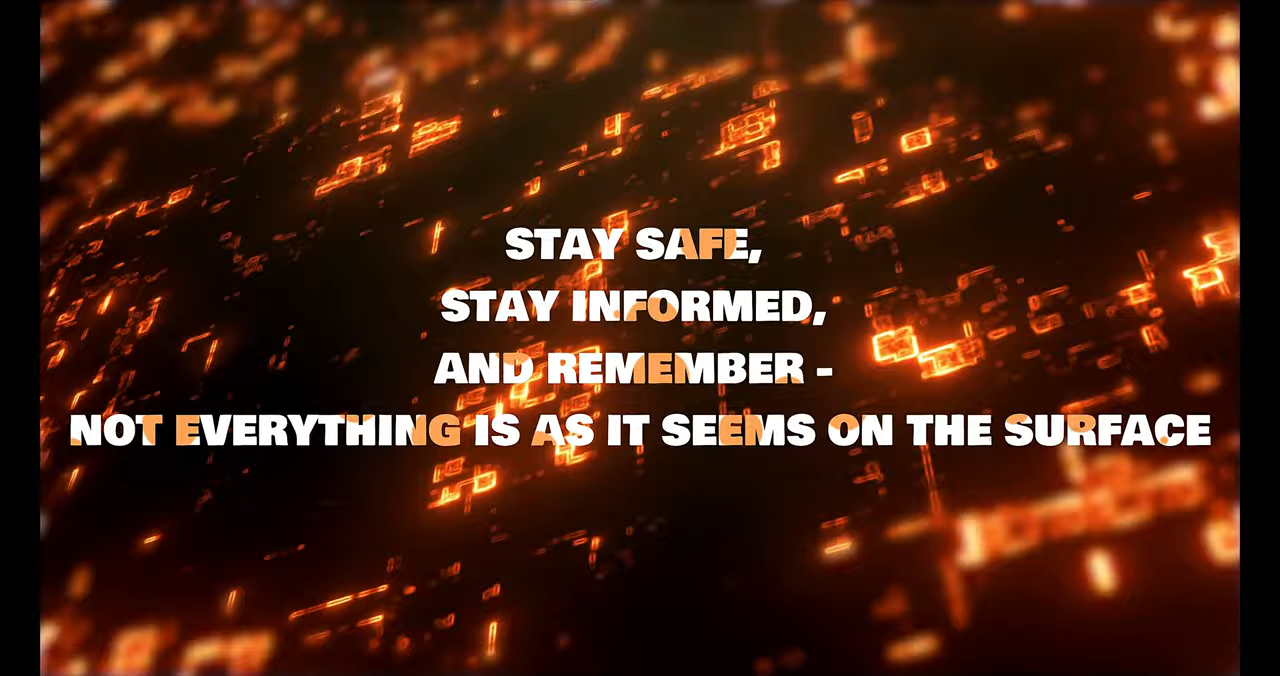 STAY SAFE,
STAY INFORMED,
AND REMEMBER -
NOT EVERYTHING IS AS IT SEEMS ON THE SURFACE